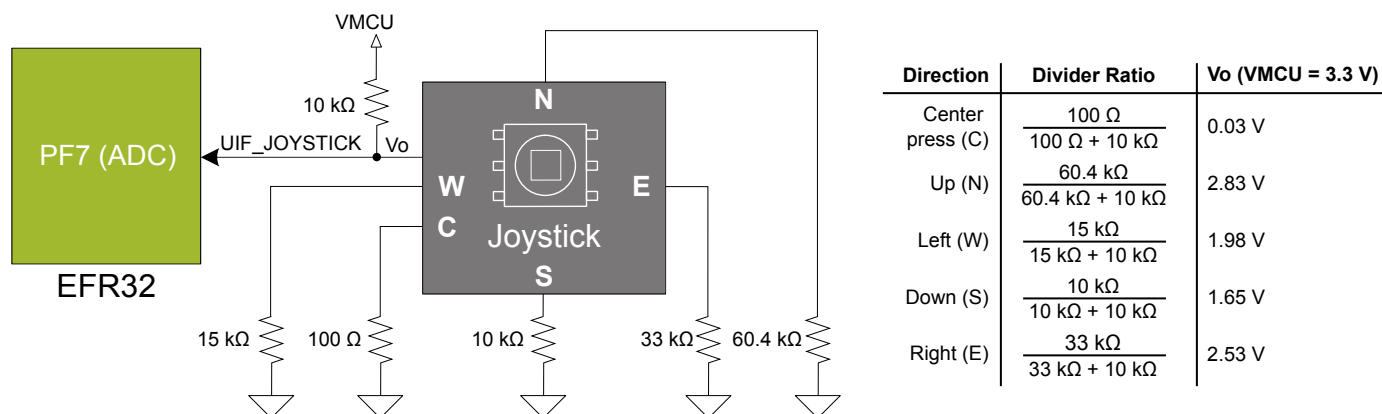 VMCU
10 kΩ
UIF_JOYSTICK
Vo
PF7 (ADC)
EFR32
N
W
E
C
Joystick
S
15 kΩ
100 Ω
10 kΩ
33 kΩ
60.4 kΩ
Direction Divider Ratio Vo (VMCU = 3.3 V)
Center
press (C)
100 Ω
100 Ω + 10 kΩ
0.03 V
Up (N)
60.4 kΩ
60.4 kΩ + 10 kΩ
2.83 V
Left (W)
15 kΩ
15 kΩ + 10 kΩ
1.98 V
Down (S)
10 kΩ
10 kΩ + 10 kΩ
1.65 V
Right (E)
33 kΩ
33 kΩ + 10 kΩ
2.53 V